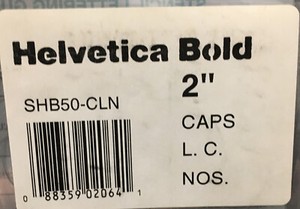 Helvetica Bold
2"
SHB50-CLN
CAPS
L. C.
NOS.
0 88359 02064 1